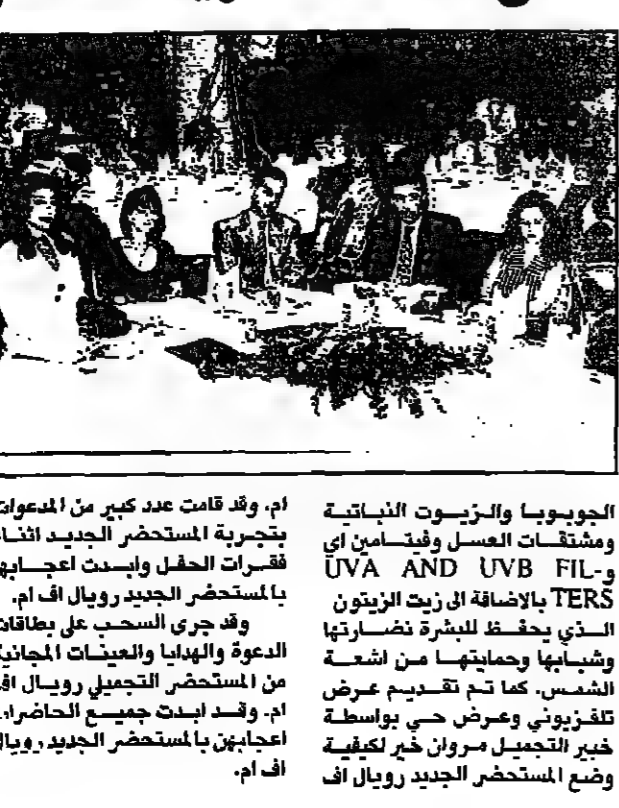 الجوبوبا والزيوت النباتية
ومشتقات العسل وفيتامين اي
و-UVA AND UVB FIL
TERS بالاضافة الى زيت الزيتون
الذي يحفظ للبشرة نضارتها
وشبابها وحمايتها من اشعة
الشمس. كما تم تقديم عرض
تلفزيوني وعرض حي بواسطة
خبير التجميل مروان خير لكيفية
وضع المستحضر الجديد رويال اف
ام. وقد قامت عدد كبير من المدعوات
بتجربة المستحضر الجديد اثناء
فقرات الحفل وابدت اعجابها
بالمستحضر الجديد رويال اف ام.
وقد جرى السحب على بطاقات
الدعوة والهدايا والعينات المجانية
من المستحضر التجميلي رويال اف
ام. وقد ابدت جميع الحاضرات
اعجابهن بالمستحضر الجديد رويال
اف ام.